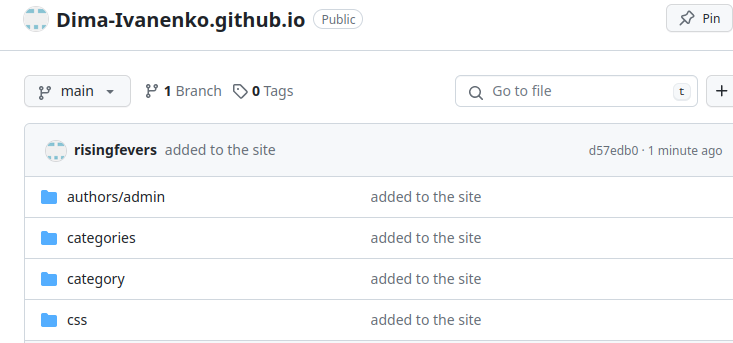 Dima-Ivanenko.github.io Public Pin
main 1 Branch 0 Tags Go to file t +
risingfevers added to the site d57edb0 · 1 minute ago
authors/admin added to the site
categories added to the site
category added to the site
css added to the site